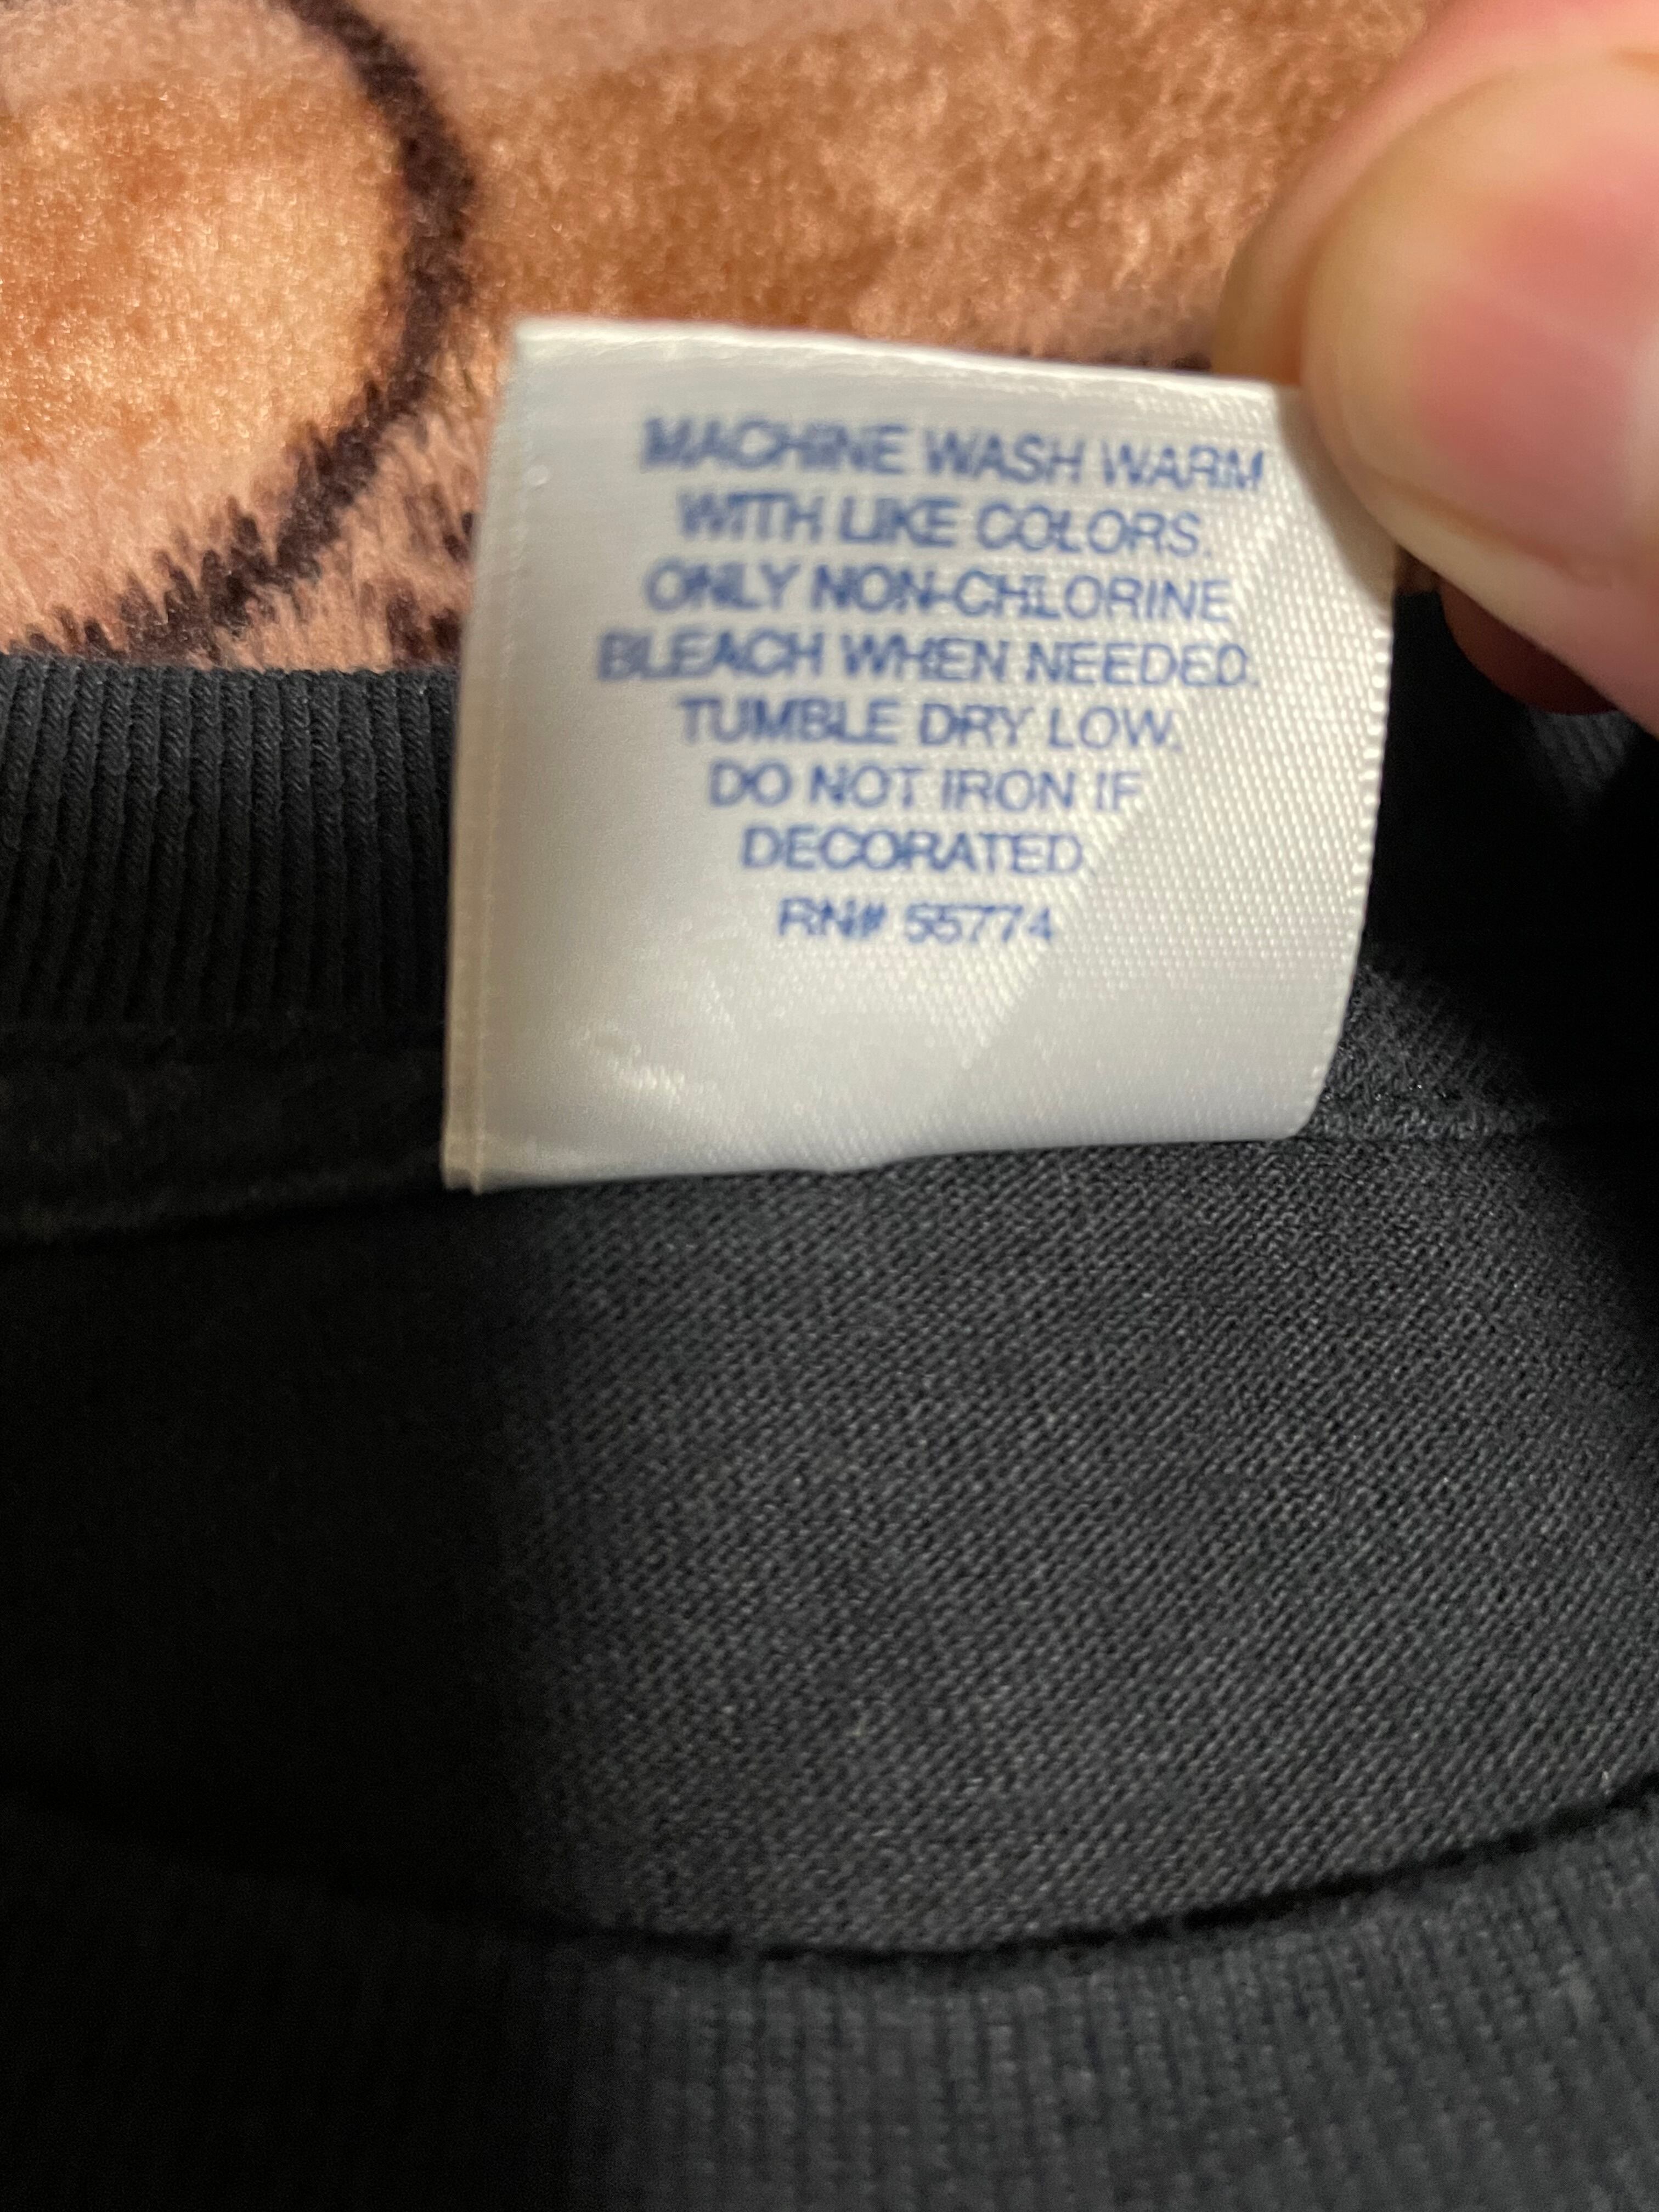 MACHINE WASH WARM
WITH LIKE COLORS.
ONLY NON-CHLORINE
BLEACH WHEN NEEDED.
TUMBLE DRY LOW.
DO NOT IRON IF
DECORATED
RN# 55774